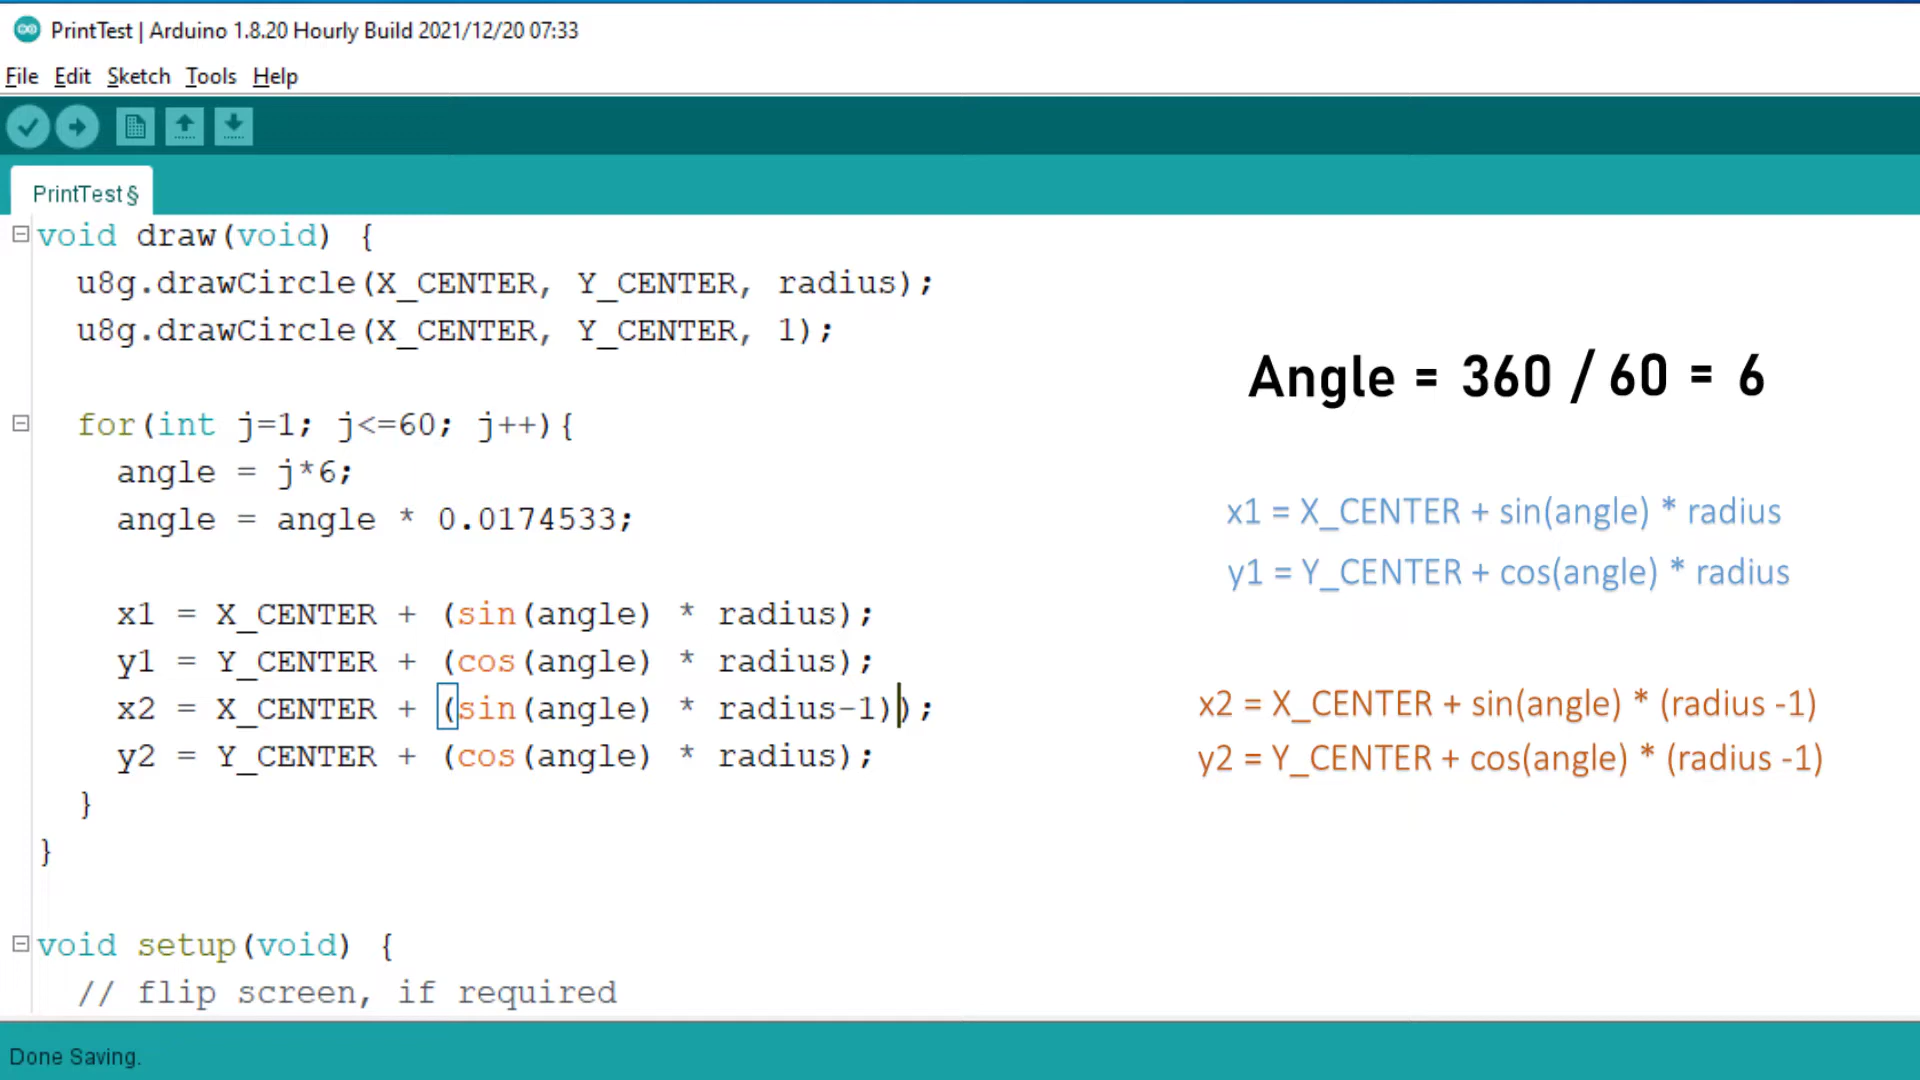 PrintTest | Arduino 1.8.20 Hourly Build 2021/12/20 07:33
File Edit Sketch Tools Help
PrintTest§
void draw(void) {
u8g.drawCircle(X_CENTER, Y_CENTER, radius);
u8g.drawCircle(X_CENTER, Y_CENTER, 1);
for(int j=1; j<=60; j++){
angle = j*6;
angle = angle * 0.0174533;
x1 = X_CENTER + (sin(angle) * radius);
y1 = Y_CENTER + (cos(angle) * radius);
x2 = X_CENTER + (sin(angle) * radius-1));
y2 = Y_CENTER + (cos(angle) * radius);
}
}
void setup(void) {
// flip screen, if required
Angle = 360 / 60 = 6
x1 = X_CENTER + sin(angle) * radius
y1 = Y_CENTER + cos(angle) * radius
x2 = X_CENTER + sin(angle) * (radius -1)
y2 = Y_CENTER + cos(angle) * (radius -1)
Done Saving.